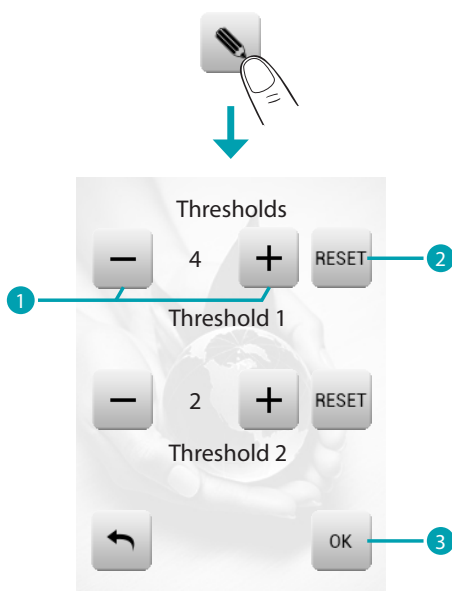 Thresholds
− 4 + RESET 2
1
Threshold 1
− 2 + RESET
Threshold 2
OK 3